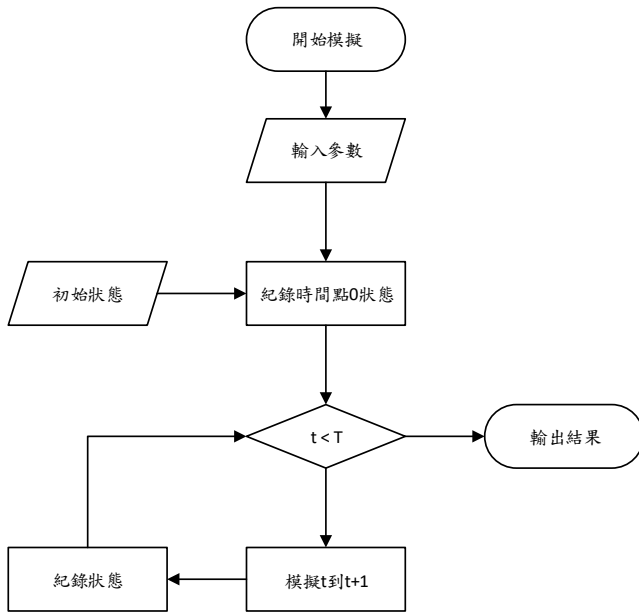 開始模擬
輸入參數
初始狀態
紀錄時間點0狀態
t < T
輸出結果
紀錄狀態
模擬t到t+1